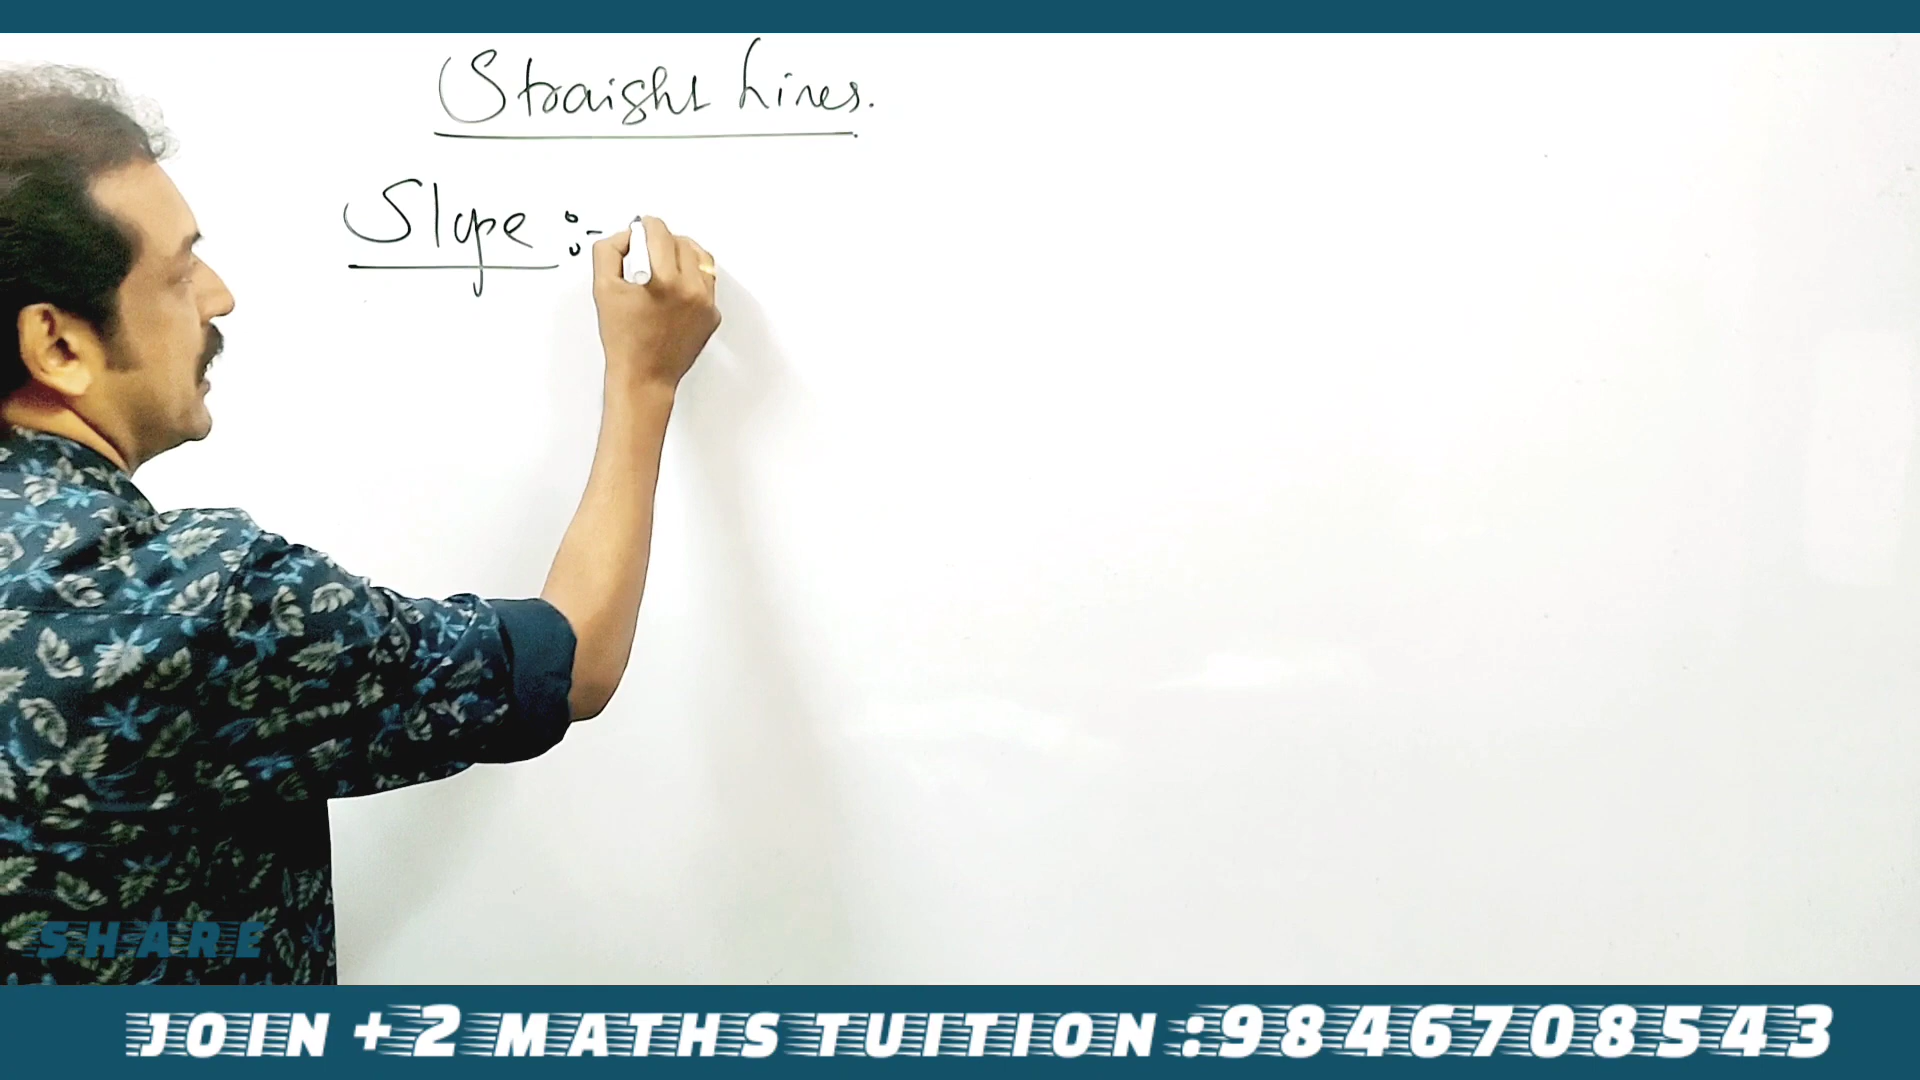 Straight Lines.
Slope :-
SHARE
JOIN +2 MATHS TUITION :9846708543